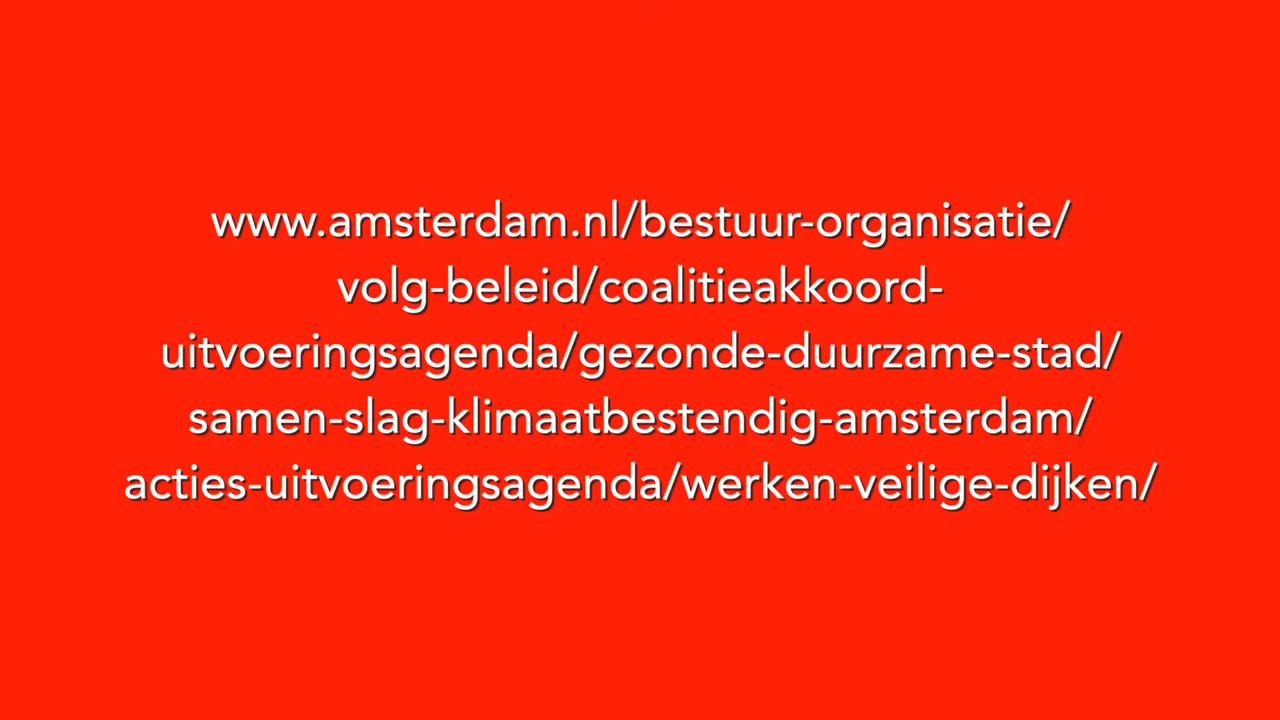 www.amsterdam.nl/bestuur-organisatie/
volg-beleid/coalitieakkoord-
uitvoeringsagenda/gezonde-duurzame-stad/
samen-slag-klimaatbestendig-amsterdam/
acties-uitvoeringsagenda/werken-veilige-dijken/